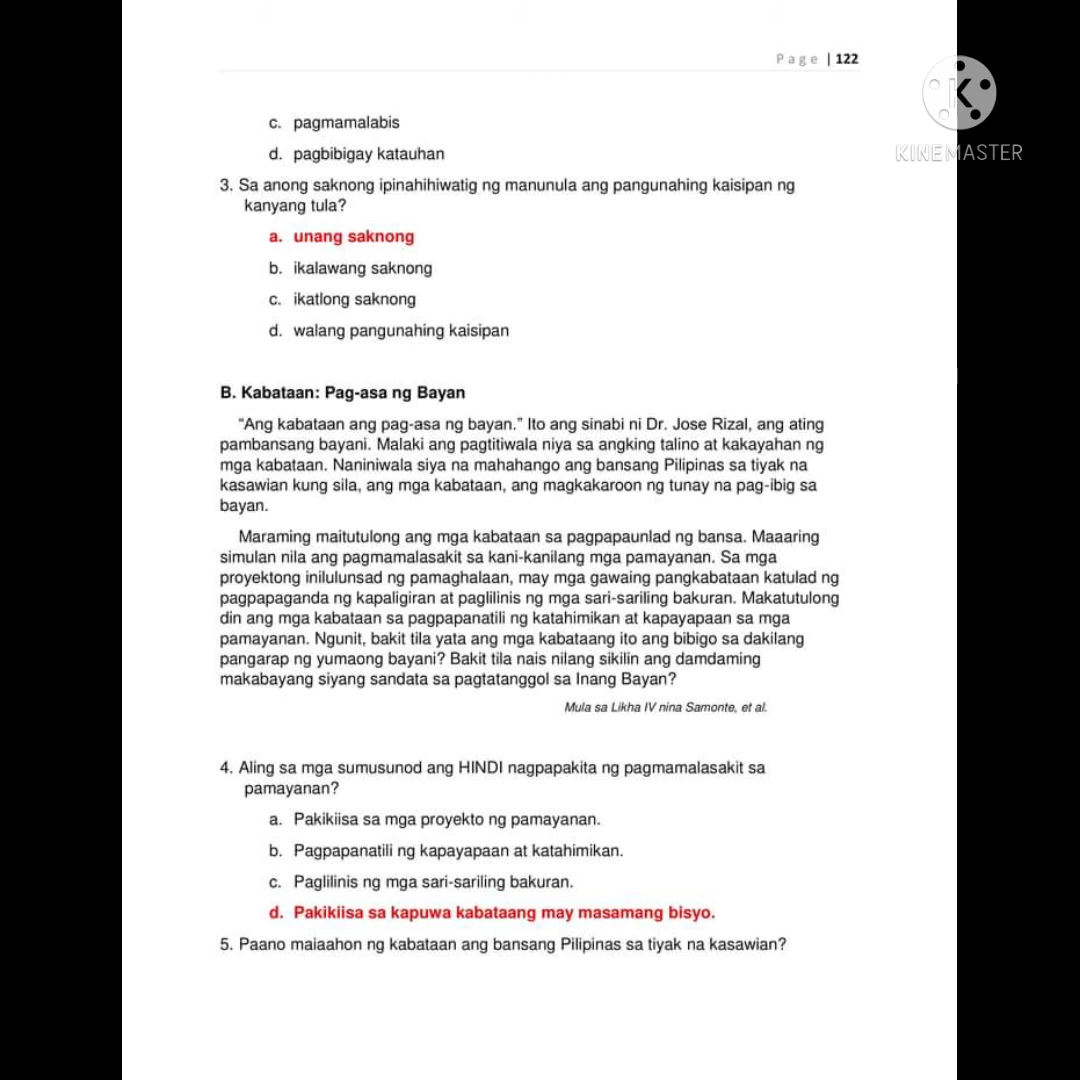 Page | 122
KINEMASTER
c. pagmamalabis
d. pagbibigay katauhan
3. Sa anong saknong ipinahihiwatig ng manunula ang pangunahing kaisipan ng
kanyang tula?
a. unang saknong
b. ikalawang saknong
c. ikatlong saknong
d. walang pangunahing kaisipan
B. Kabataan: Pag-asa ng Bayan
“Ang kabataan ang pag-asa ng bayan.” Ito ang sinabi ni Dr. Jose Rizal, ang ating
pambansang bayani. Malaki ang pagtitiwala niya sa angking talino at kakayahan ng
mga kabataan. Naniniwala siya na mahahango ang bansang Pilipinas sa tiyak na
kasawian kung sila, ang mga kabataan, ang magkakaroon ng tunay na pag-ibig sa
bayan.
Maraming maitutulong ang mga kabataan sa pagpapaunlad ng bansa. Maaaring
simulan nila ang pagmamalasakit sa kani-kanilang mga pamayanan. Sa mga
proyektong inilulunsad ng pamaghalaan, may mga gawaing pangkabataan katulad ng
pagpapaganda ng kapaligiran at paglilinis ng mga sari-sariling bakuran. Makatutulong
din ang mga kabataan sa pagpapanatili ng katahimikan at kapayapaan sa mga
pamayanan. Ngunit, bakit tila yata ang mga kabataang ito ang bibigo sa dakilang
pangarap ng yumaong bayani? Bakit tila nais nilang sikilin ang damdaming
makabayang siyang sandata sa pagtatanggol sa Inang Bayan?
Mula sa Likha IV nina Samonte, et al.
4. Aling sa mga sumusunod ang HINDI nagpapakita ng pagmamalasakit sa
pamayanan?
a. Pakikiisa sa mga proyekto ng pamayanan.
b. Pagpapanatili ng kapayapaan at katahimikan.
c. Paglilinis ng mga sari-sariling bakuran.
d. Pakikiisa sa kapuwa kabataang may masamang bisyo.
5. Paano maiaahon ng kabataan ang bansang Pilipinas sa tiyak na kasawian?